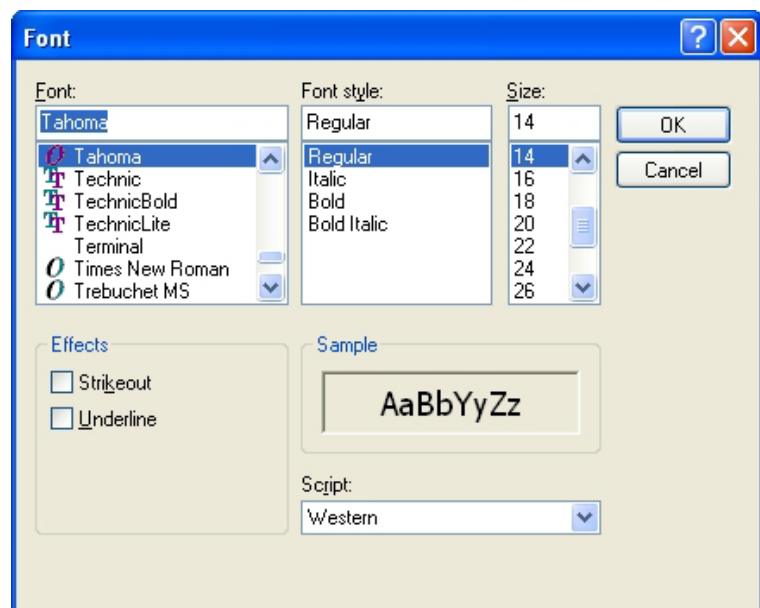 Font
Font:
Tahoma
Tahoma
Technic
TechnicBold
TechnicLite
Terminal
Times New Roman
Trebuchet MS
Font style:
Regular
Regular
Italic
Bold
Bold Italic
Size:
14
14
16
18
20
22
24
26
OK
Cancel
Effects
Strikeout
Underline
Sample
AaBbYyZz
Script:
Western